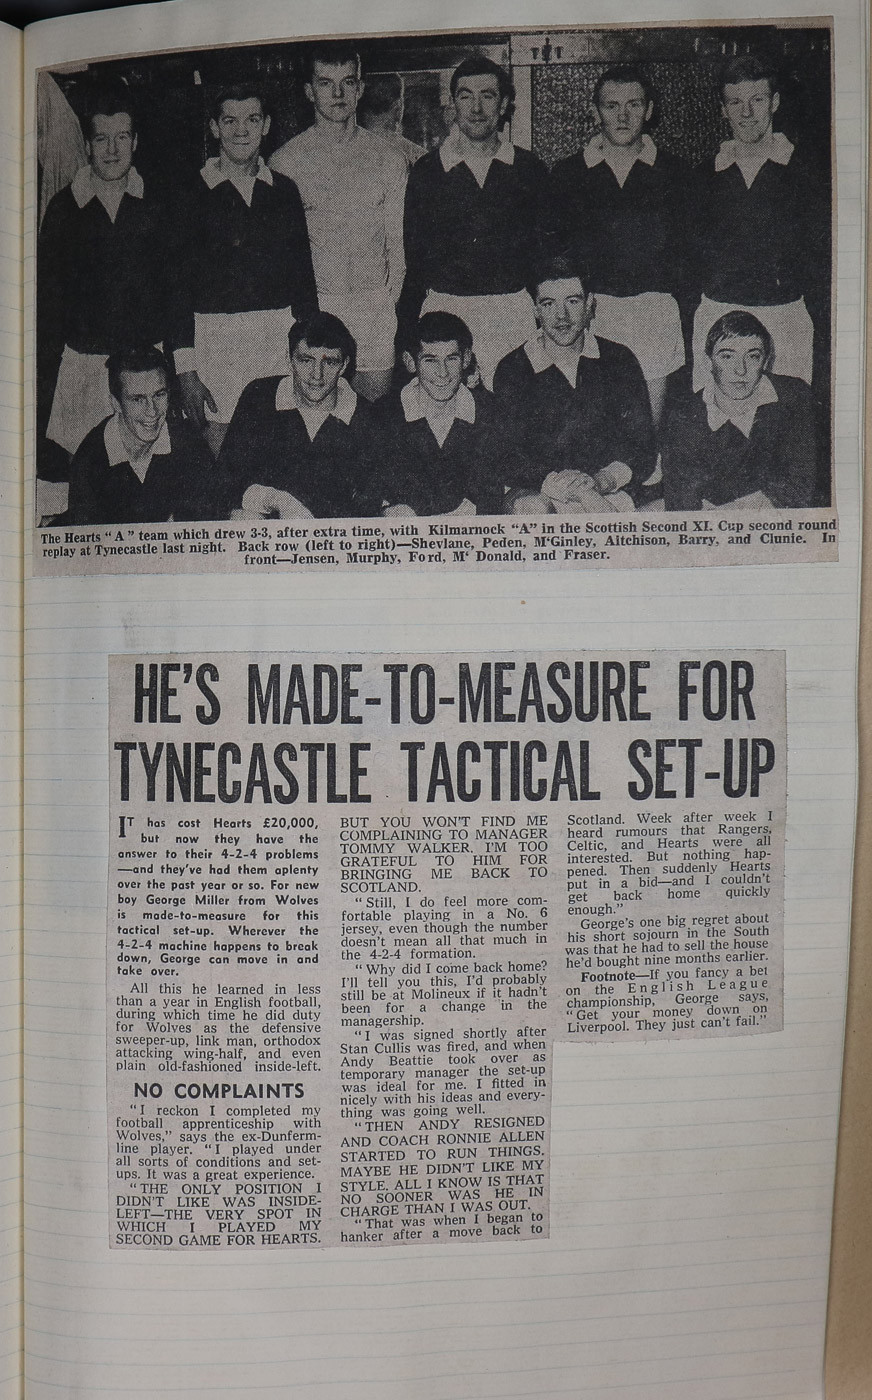 The Hearts “ A ” team which drew 3-3, after extra time, with Kilmarnock “A” in the Scottish Second XI. Cup second round
replay at Tynecastle last night. Back row (left to right)—Shevlane, Peden, M‘Ginley, Aitchison, Barry, and Clunie. In
front—Jensen, Murphy, Ford, M‘ Donald, and Fraser.
HE’S MADE-TO-MEASURE FOR
TYNECASTLE TACTICAL SET-UP
IT has cost Hearts £20,000,
but now they have the
answer to their 4-2-4 problems
—and they’ve had them aplenty
over the past year or so. For new
boy George Miller from Wolves
is made-to-measure for this
tactical set-up. Wherever the
4-2-4 machine happens to break
down, George can move in and
take over.
All this he learned in less
than a year in English football,
during which time he did duty
for Wolves as the defensive
sweeper-up, link man, orthodox
attacking wing-half, and even
plain old-fashioned inside-left.
NO COMPLAINTS
“ I reckon I completed my
football apprenticeship with
Wolves,” says the ex-Dunferm-
line player. “ I played under
all sorts of conditions and set-
ups. It was a great experience.
“ THE ONLY POSITION I
DIDN’T LIKE WAS INSIDE-
LEFT—THE VERY SPOT IN
WHICH I PLAYED MY
SECOND GAME FOR HEARTS.
BUT YOU WON’T FIND ME
COMPLAINING TO MANAGER
TOMMY WALKER. I’M TOO
GRATEFUL TO HIM FOR
BRINGING ME BACK TO
SCOTLAND.
“ Still, I do feel more com-
fortable playing in a No. 6
jersey, even though the number
doesn’t mean all that much in
the 4-2-4 formation.
“ Why did I come back home?
I’ll tell you this, I’d probably
still be at Molineux if it hadn’t
been for a change in the
managership.
“ I was signed shortly after
Stan Cullis was fired, and when
Andy Beattie took over as
temporary manager the set-up
was ideal for me. I fitted in
nicely with his ideas and every-
thing was going well.
“ THEN ANDY RESIGNED
AND COACH RONNIE ALLEN
STARTED TO RUN THINGS.
MAYBE HE DIDN’T LIKE MY
STYLE. ALL I KNOW IS THAT
NO SOONER WAS HE IN
CHARGE THAN I WAS OUT.
“ That was when I began to
hanker after a move back to
Scotland. Week after week I
heard rumours that Rangers,
Celtic, and Hearts were all
interested. But nothing hap-
pened. Then suddenly Hearts
put in a bid—and I couldn’t
get back home quickly
enough.”
George’s one big regret about
his short sojourn in the South
was that he had to sell the house
he’d bought nine months earlier.
Footnote—If you fancy a bet
on the English League
championship, George says,
“ Get your money down on
Liverpool. They just can’t fail.”